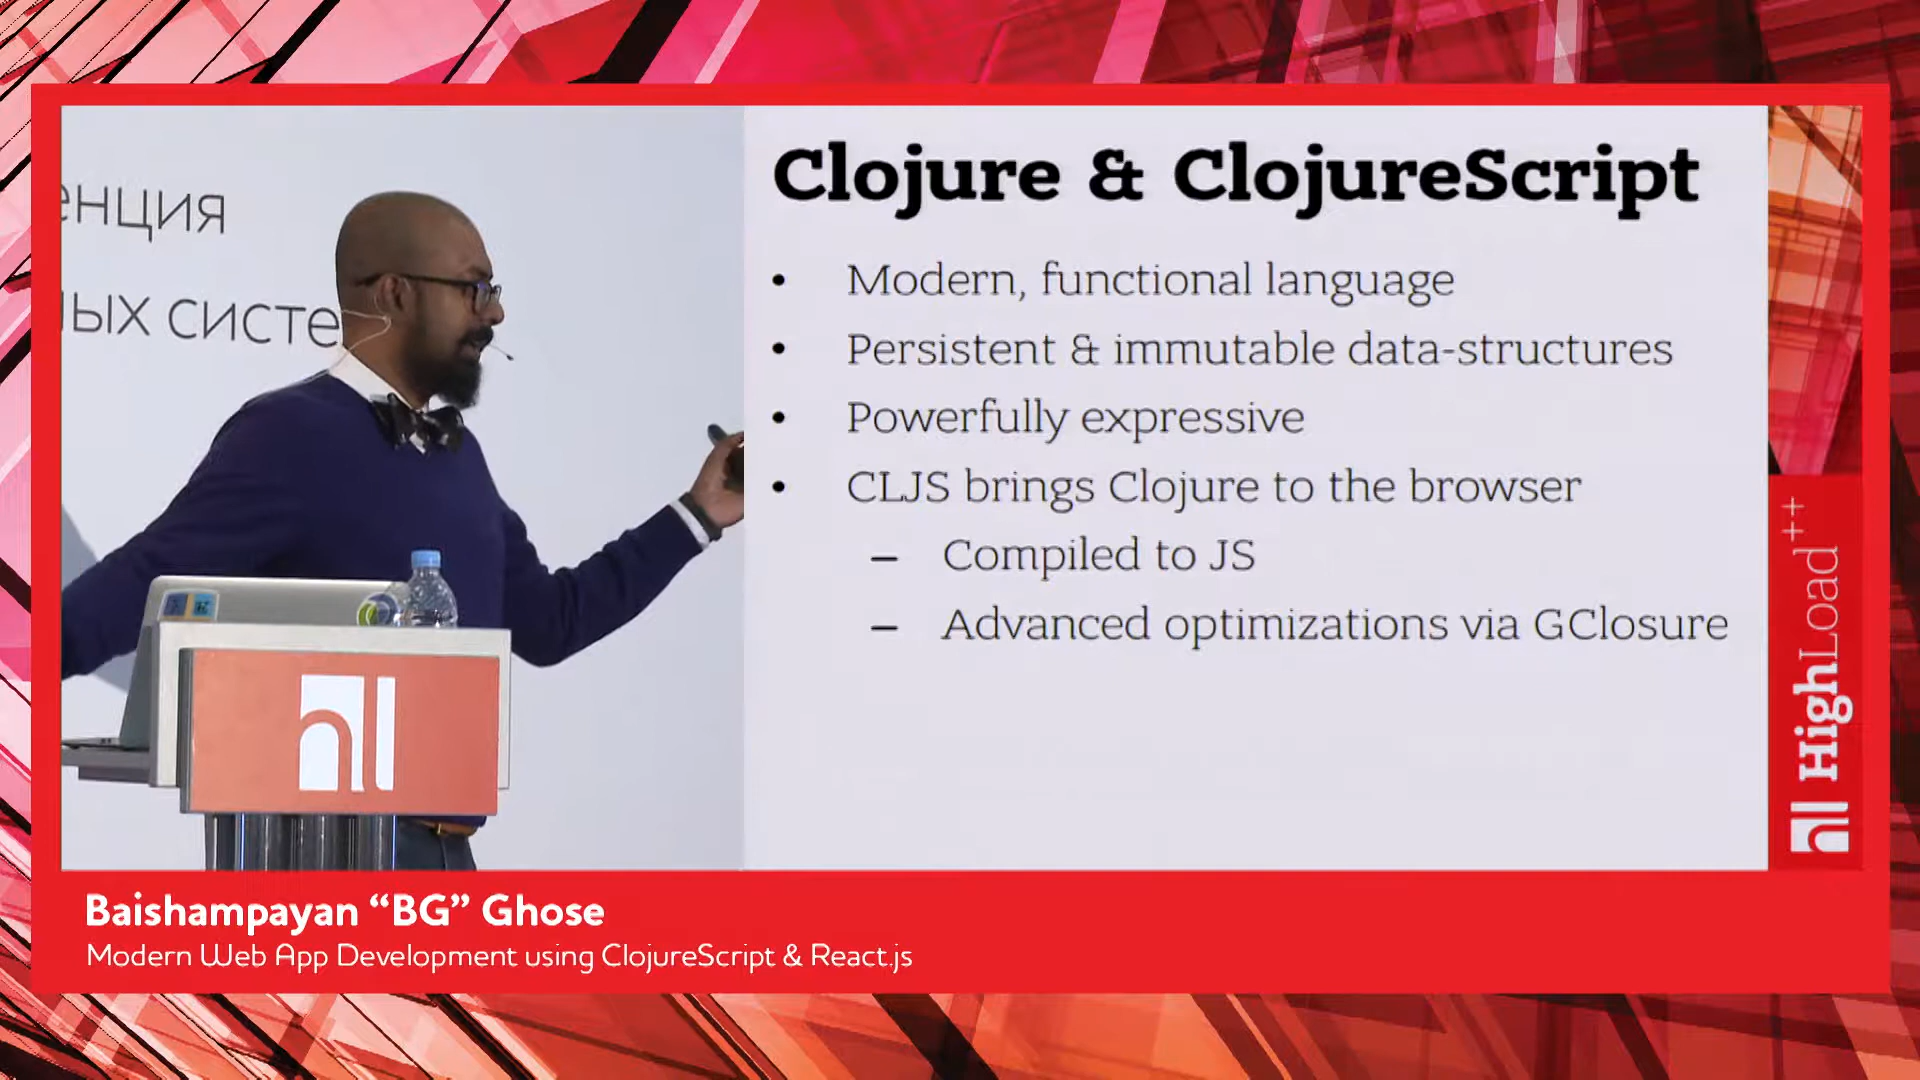 Clojure & ClojureScript
• Modern, functional language
• Persistent & immutable data-structures
• Powerfully expressive
• CLJS brings Clojure to the browser
– Compiled to JS
– Advanced optimizations via GClosure
енция
ных систе
HighLoad++
Baishampayan “BG” Ghose
Modern Web App Development using ClojureScript & React.js